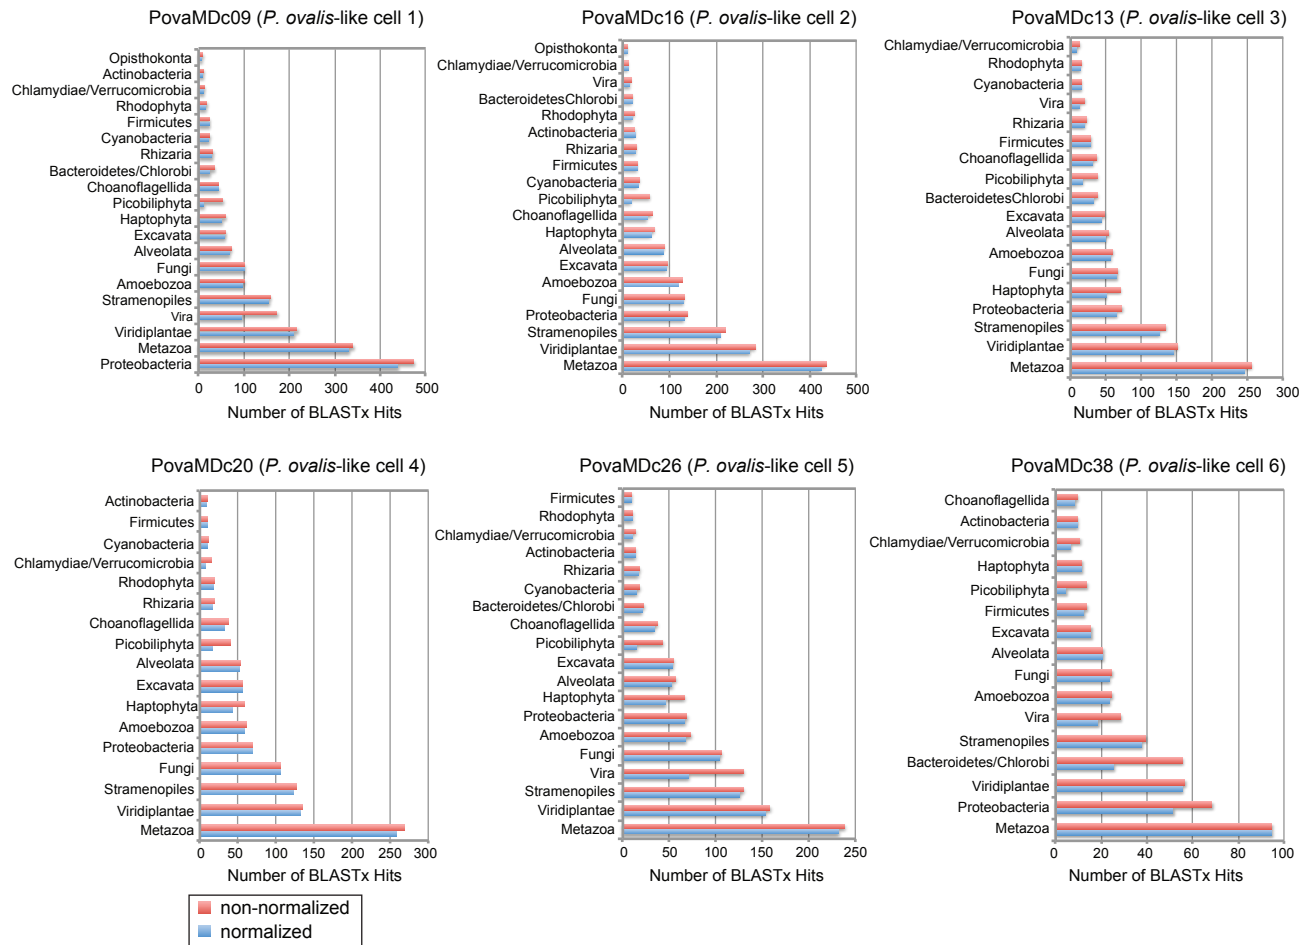 PovaMDc09 (P. ovalis-like cell 1)
Opisthokonta
Actinobacteria
Chlamydiae/Verrucomicrobia
Rhodophyta
Firmicutes
Cyanobacteria
Rhizaria
Bacteroidetes/Chlorobi
Choanoflagellida
Picobiliphyta
Haptophyta
Excavata
Alveolata
Fungi
Amoebozoa
Stramenopiles
Vira
Viridiplantae
Metazoa
Proteobacteria
0 100 200 300 400 500
Number of BLASTx Hits
PovaMDc16 (P. ovalis-like cell 2)
Opisthokonta
Chlamydiae/Verrucomicrobia
Vira
BacteroidetesChlorobi
Rhodophyta
Actinobacteria
Rhizaria
Firmicutes
Cyanobacteria
Picobiliphyta
Choanoflagellida
Haptophyta
Alveolata
Excavata
Amoebozoa
Fungi
Proteobacteria
Stramenopiles
Viridiplantae
Metazoa
0 100 200 300 400 500
Number of BLASTx Hits
PovaMDc13 (P. ovalis-like cell 3)
Chlamydiae/Verrucomicrobia
Rhodophyta
Cyanobacteria
Vira
Rhizaria
Firmicutes
Choanoflagellida
Picobiliphyta
BacteroidetesChlorobi
Excavata
Alveolata
Amoebozoa
Fungi
Haptophyta
Proteobacteria
Stramenopiles
Viridiplantae
Metazoa
0 50 100 150 200 250 300
Number of BLASTx Hits
PovaMDc20 (P. ovalis-like cell 4)
Actinobacteria
Firmicutes
Cyanobacteria
Chlamydiae/Verrucomicrobia
Rhodophyta
Rhizaria
Choanoflagellida
Picobiliphyta
Alveolata
Excavata
Haptophyta
Amoebozoa
Proteobacteria
Fungi
Stramenopiles
Viridiplantae
Metazoa
0 50 100 150 200 250 300
Number of BLASTx Hits
PovaMDc26 (P. ovalis-like cell 5)
Firmicutes
Rhodophyta
Chlamydiae/Verrucomicrobia
Actinobacteria
Rhizaria
Cyanobacteria
Bacteroidetes/Chlorobi
Choanoflagellida
Picobiliphyta
Excavata
Alveolata
Haptophyta
Proteobacteria
Amoebozoa
Fungi
Vira
Stramenopiles
Viridiplantae
Metazoa
0 50 100 150 200 250
Number of BLASTx Hits
PovaMDc38 (P. ovalis-like cell 6)
Choanoflagellida
Actinobacteria
Chlamydiae/Verrucomicrobia
Haptophyta
Picobiliphyta
Firmicutes
Excavata
Alveolata
Fungi
Amoebozoa
Vira
Stramenopiles
Bacteroidetes/Chlorobi
Viridiplantae
Proteobacteria
Metazoa
0 20 40 60 80 100
Number of BLASTx Hits
non-normalized
normalized